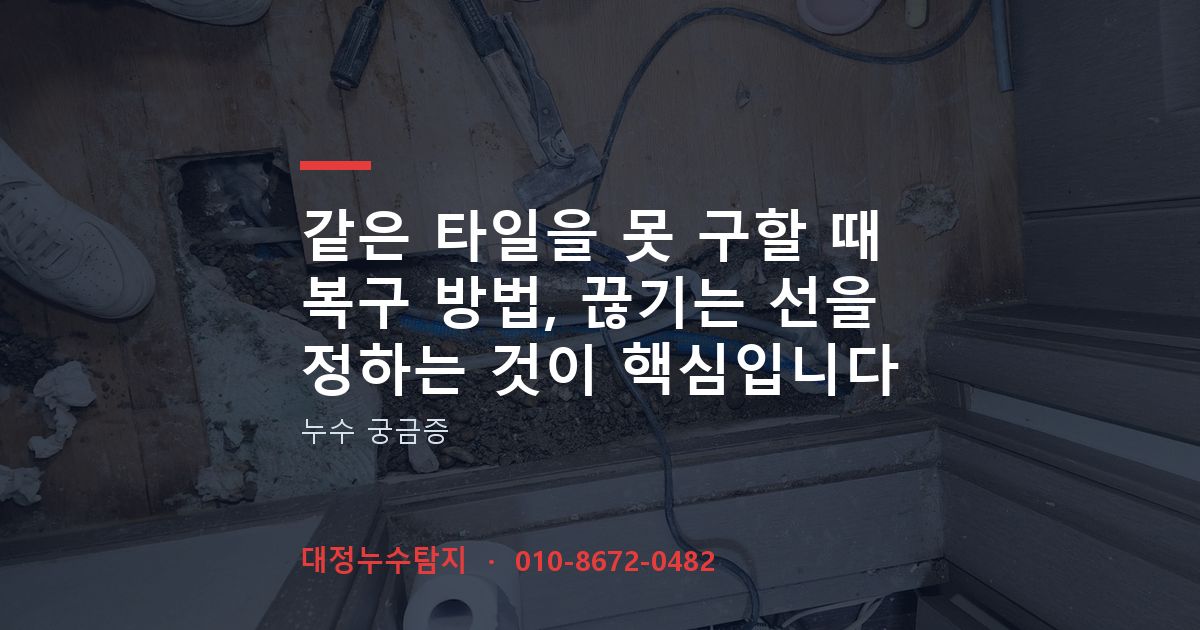 같은 타일을 못 구할 때
복구 방법, 끊기는 선을
정하는 것이 핵심입니다
누수 궁금증
대정누수탐지 · 010-8672-0482